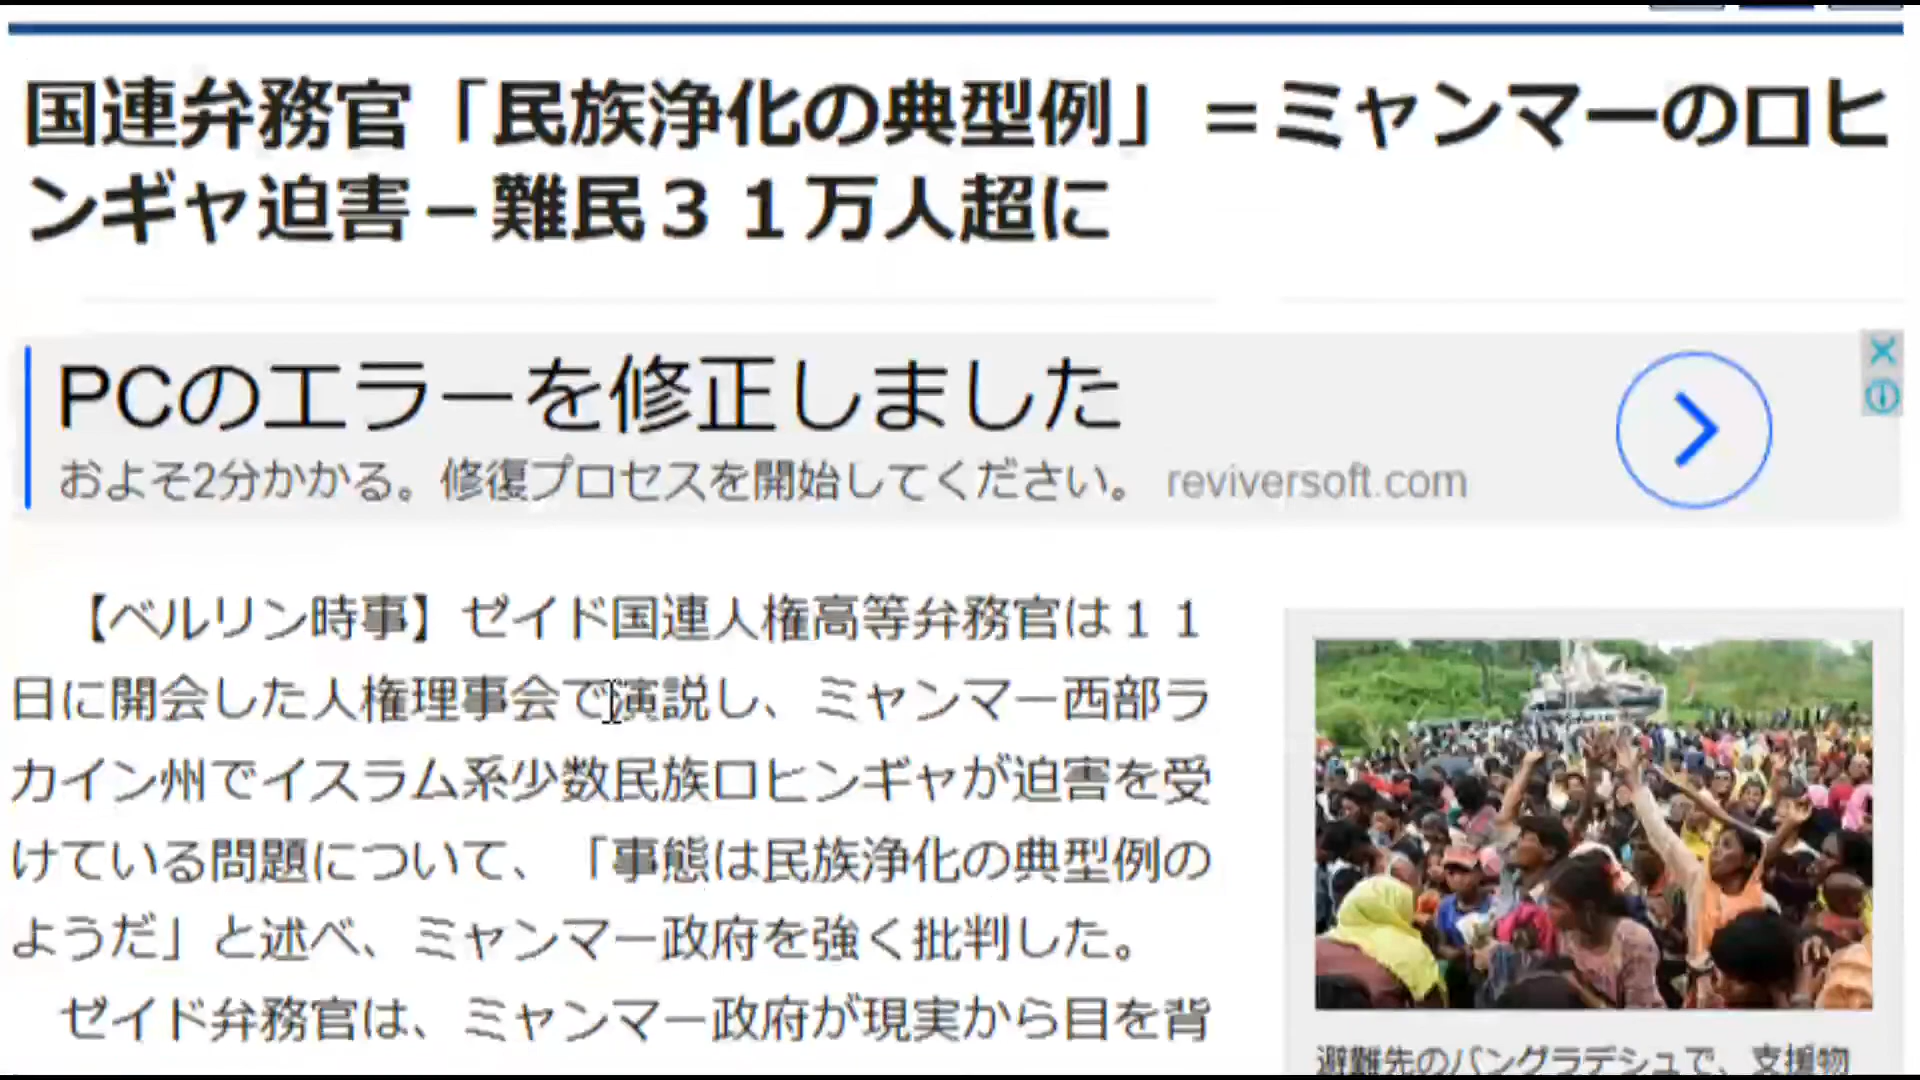 国連弁務官「民族浄化の典型例」＝ミャンマーのロヒ
ンギャ迫害－難民３１万人超に
PCのエラーを修正しました
およそ2分かかる。修復プロセスを開始してください。 reviversoft.com
【ベルリン時事】ゼイド国連人権高等弁務官は１１
日に開会した人権理事会で演説し、ミャンマー西部ラ
カイン州でイスラム系少数民族ロヒンギャが迫害を受
けている問題について、「事態は民族浄化の典型例の
ようだ」と述べ、ミャンマー政府を強く批判した。
ゼイド弁務官は、ミャンマー政府が現実から目を背
避難先のバングラデシュで、支援物